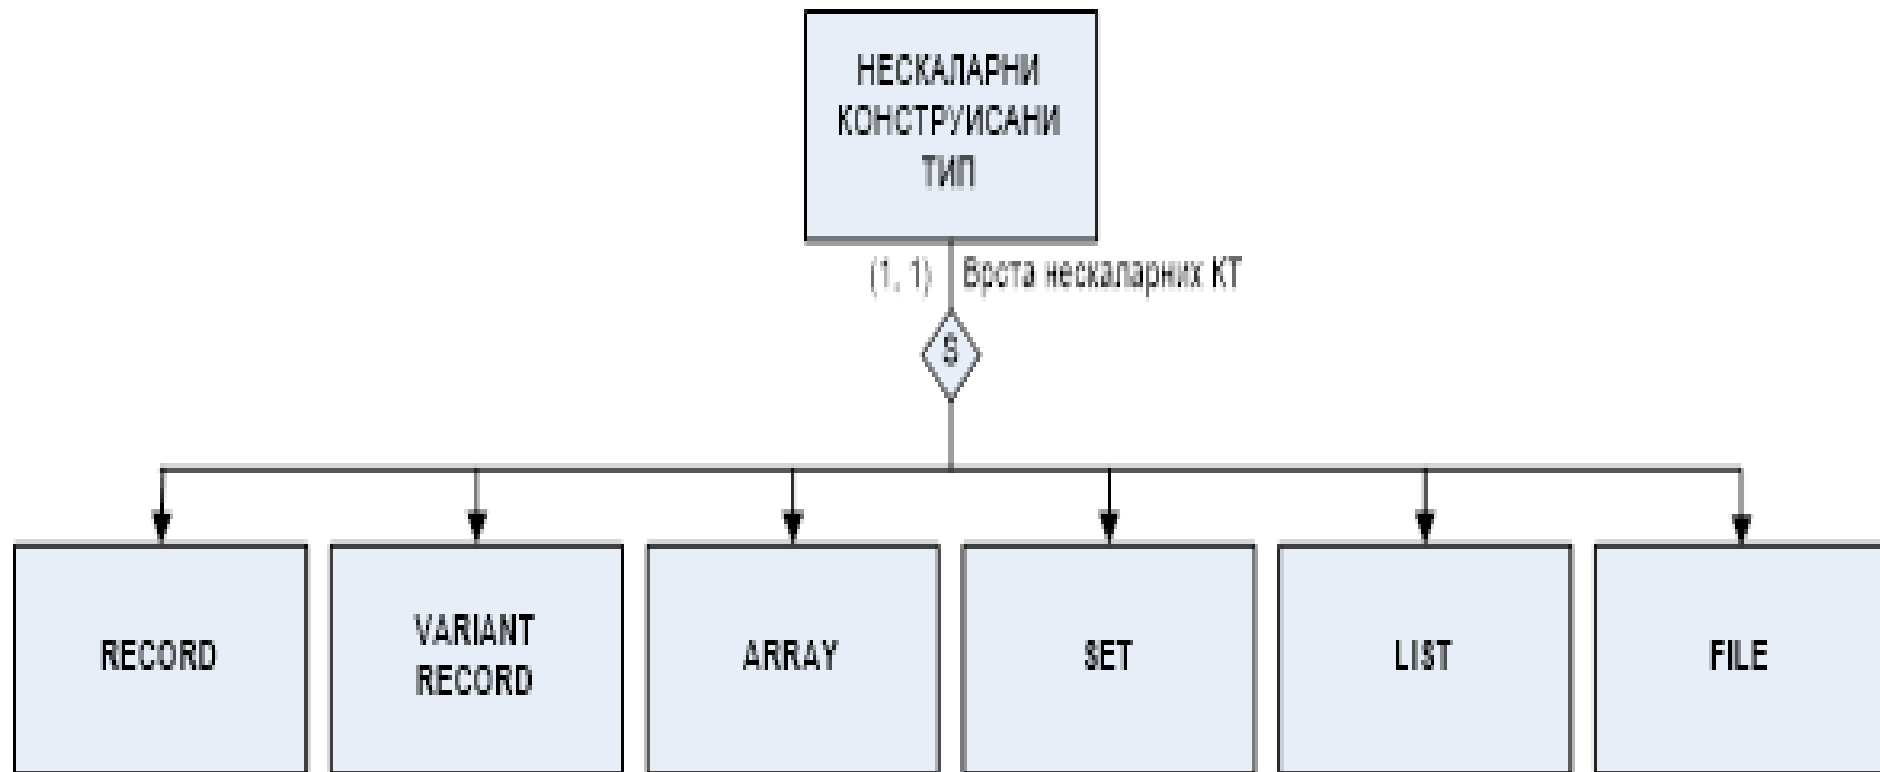 НЕСКАЛАРНИ
КОНСТРУИСАНИ
ТИП
(1, 1) Врста нескаларних КТ
S
RECORD
VARIANT
RECORD
ARRAY
SET
LIST
FILE